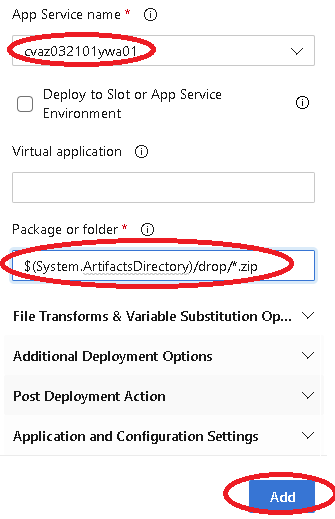 App Service name *
cvaz032101ywa01
Deploy to Slot or App Service
Environment
Virtual application
Package or folder *
$(System.ArtifactsDirectory)/drop/*.zip
File Transforms & Variable Substitution Op...
Additional Deployment Options
Post Deployment Action
Application and Configuration Settings
Add